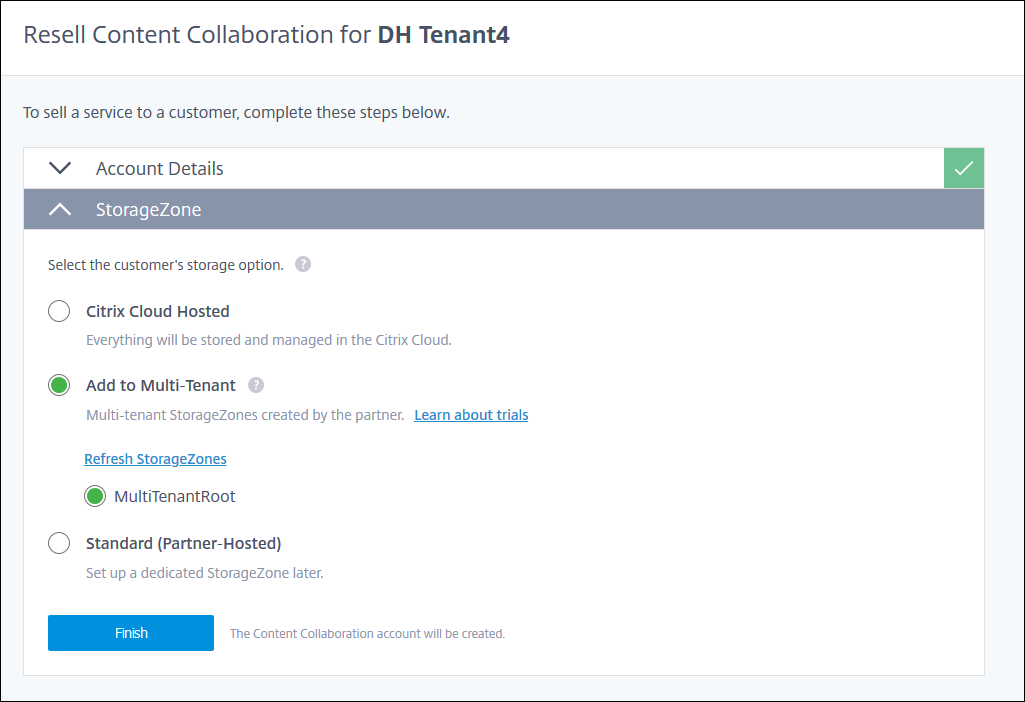 Resell Content Collaboration for DH Tenant4
To sell a service to a customer, complete these steps below.
Account Details
StorageZone
Select the customer's storage option. ?
Citrix Cloud Hosted
Everything will be stored and managed in the Citrix Cloud.
Add to Multi-Tenant ?
Multi-tenant StorageZones created by the partner. Learn about trials
Refresh StorageZones
MultiTenantRoot
Standard (Partner-Hosted)
Set up a dedicated StorageZone later.
Finish The Content Collaboration account will be created.